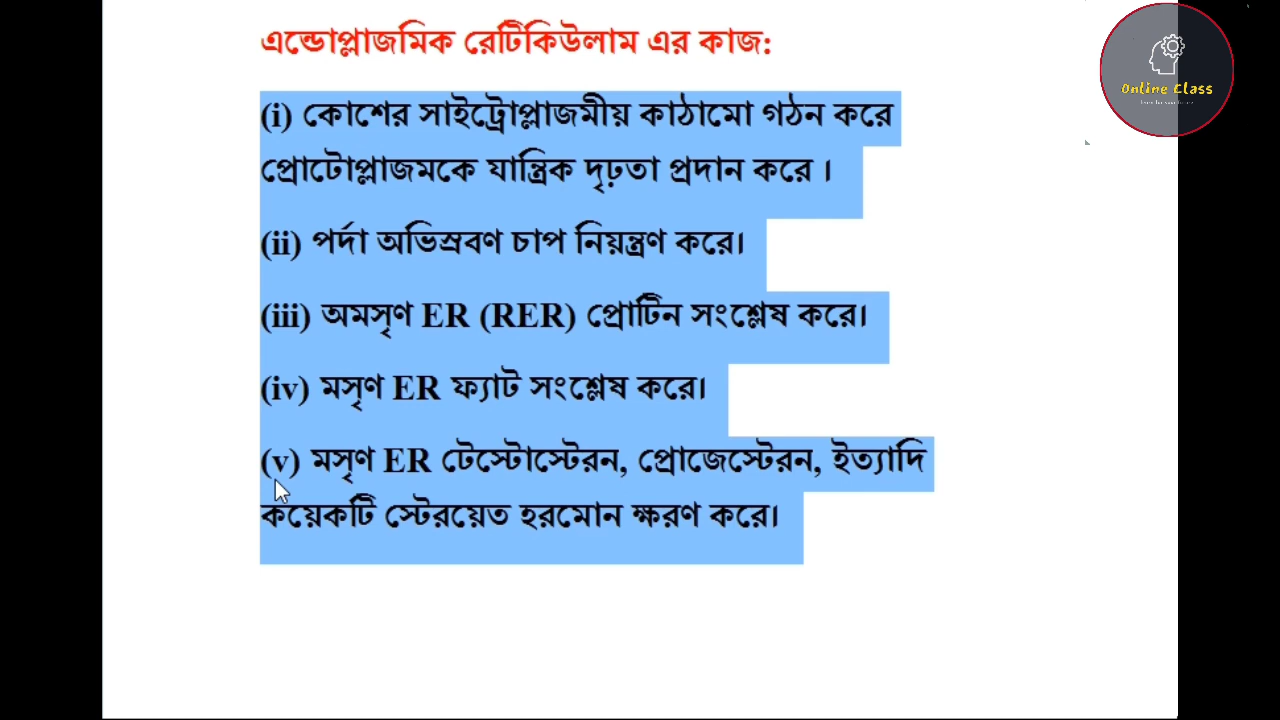 এন্ডোপ্লাজমিক রেটিকিউলাম এর কাজ:
(i) কোশের সাইট্রোপ্লাজমীয় কাঠামো গঠন করে
প্রোটোপ্লাজমকে যান্ত্রিক দৃঢ়তা প্রদান করে ।
(ii) পর্দা অভিস্রবণ চাপ নিয়ন্ত্রণ করে।
(iii) অমসৃণ ER (RER) প্রোটিন সংশ্লেষ করে।
(iv) মসৃণ ER ফ্যাট সংশ্লেষ করে।
(v) মসৃণ ER টেস্টোস্টেরন, প্রোজেস্টেরন, ইত্যাদি
কয়েকটি স্টেরয়েত হরমোন ক্ষরণ করে।
Online Class